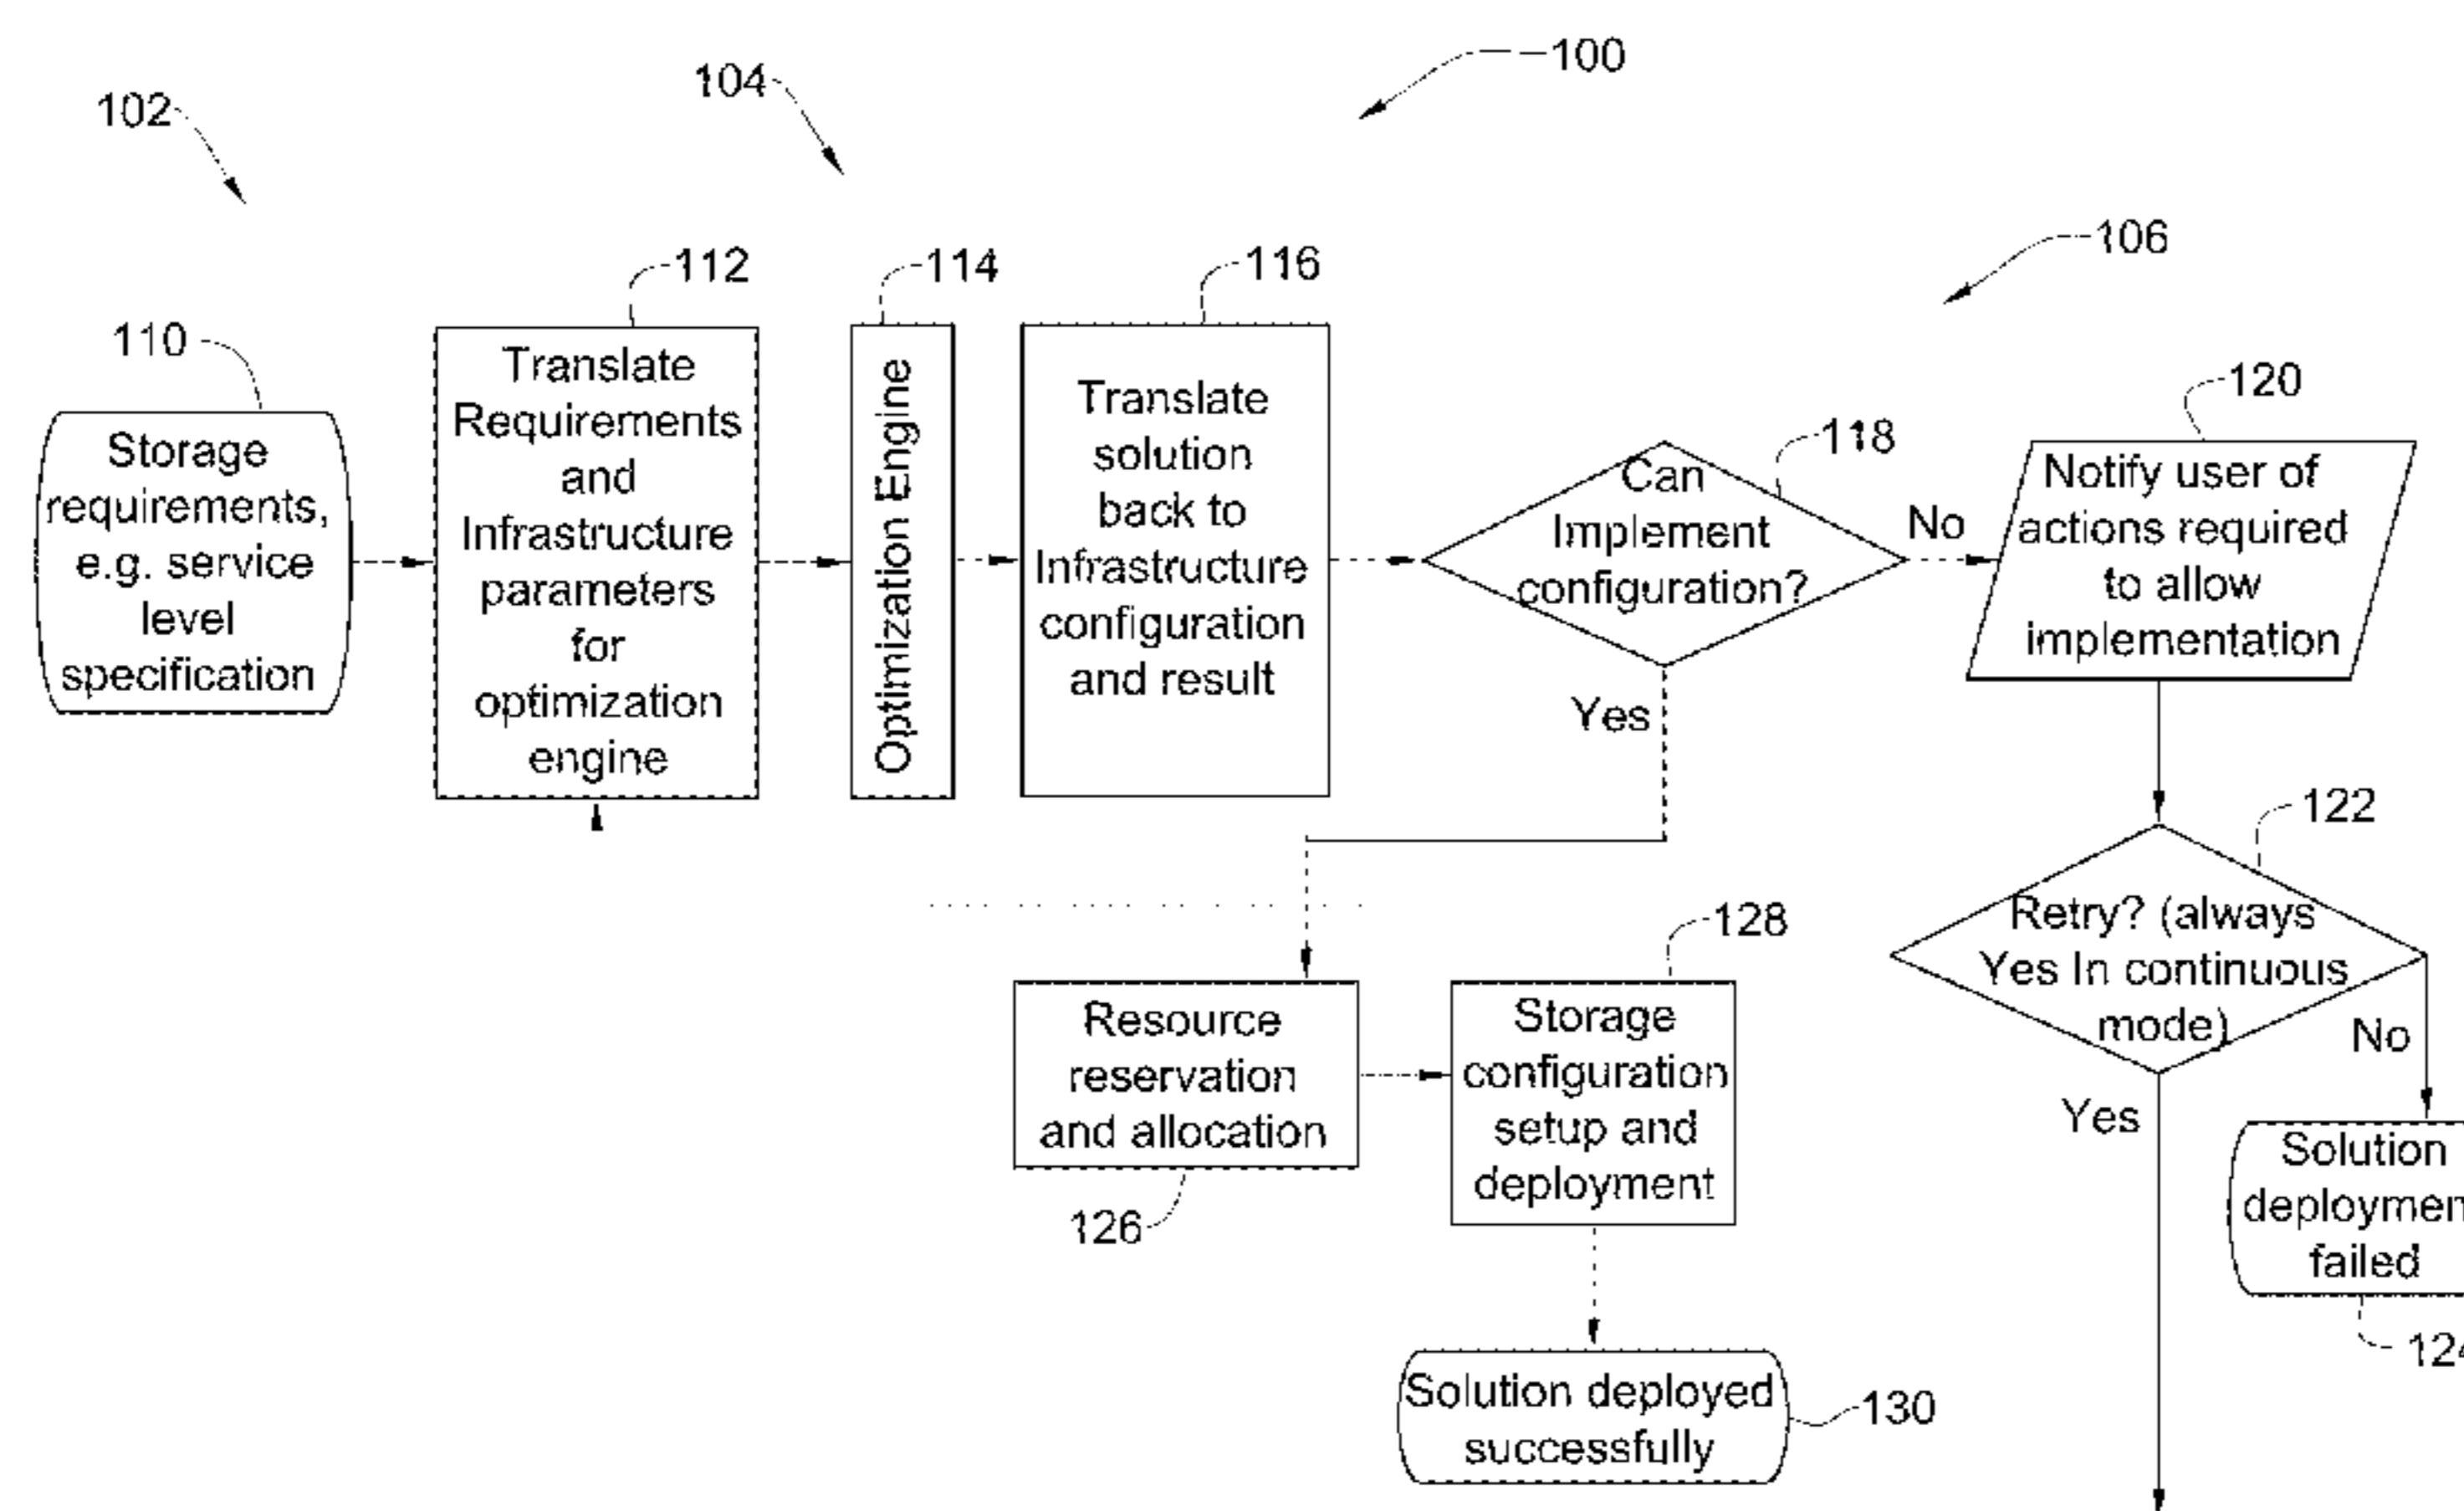 100
104
102
106
112
114
116
110
120
118
Storage
requirements,
e.g. service
level
specification
Translate
Requirements
and
Infrastructure
parameters
for
optimization
engine
Optimization Engine
Translate
solution
back to
Infrastructure
configuration
and result
Can
Implement
configuration?
No
Yes
Notify user of
actions required
to allow
implementation
122
Retry? (always
Yes In continuous
mode)
No
Yes
128
Resource
reservation
and allocation
126
Storage
configuration
setup and
deployment
Solution
deploymen
failed
124
Solution deployed
successfully
130